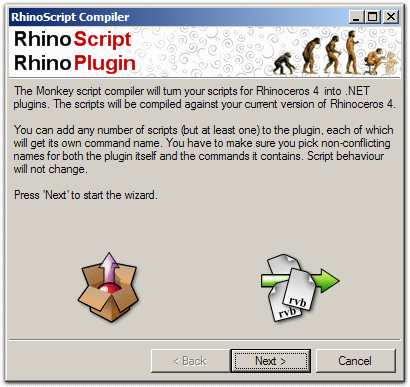 RhinoScript Compiler
RhinoScript
RhinoPlugin
The Monkey script compiler will turn your scripts for Rhinoceros 4 into .NET
plugins. The scripts will be compiled against your current version of Rhinoceros 4.
You can add any number of scripts (but at least one) to the plugin, each of which
will get its own command name. You have to make sure you pick non-conflicting
names for both the plugin itself and the commands it contains. Script behaviour
will not change.
Press 'Next' to start the wizard.
rvb
rvb
< Back
Next >
Cancel